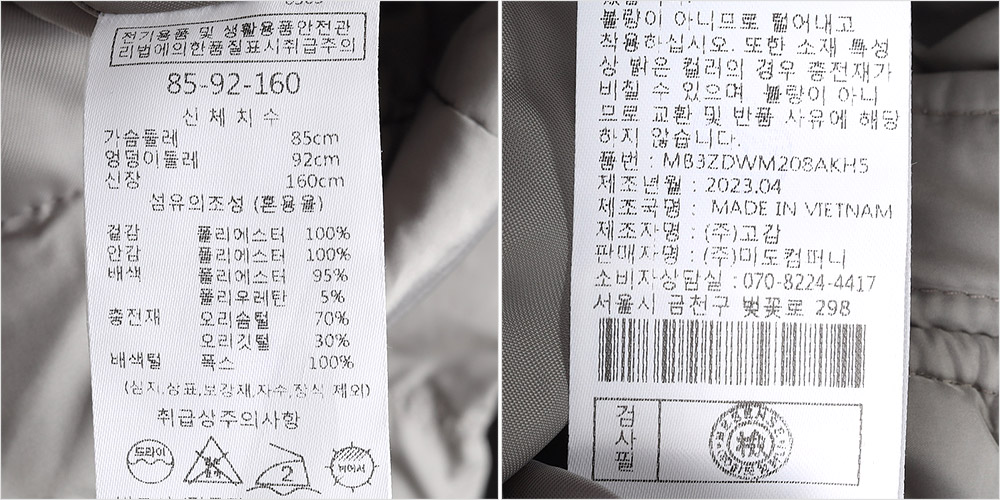 전기용품 및 생활용품안전관
리법에의한품질표시취급주의
85-92-160
신체치수
가슴둘레 85cm
엉덩이둘레 92cm
신장 160cm
섬유의조성 (혼용율)
겉감 폴리에스터 100%
안감 폴리에스터 100%
배색 폴리에스터 95%
폴리우레탄 5%
충전재 오리솜털 70%
오리깃털 30%
배색털 폭스 100%
(심지,상표,보강재,자수,장식 제외)
취급상주의사항
드라이
2
뉘어서
불량이 아니므로 털어내고
착용하십시오. 또한 소재 특성
상 밝은 컬러의 경우 충전재가
비칠 수 있으며 불량이 아니
므로 교환 및 반품 사유에 해당
하지 않습니다.
품번 : MB3ZDWM208AKH5
제조년월 : 2023.04
제조국명 : MADE IN VIETNAM
제조자명 : (주)고감
판매자명 : (주)미도컴퍼니
소비자상담실 : 070-8224-4417
서울시 금천구 벚꽃로 298
검사필